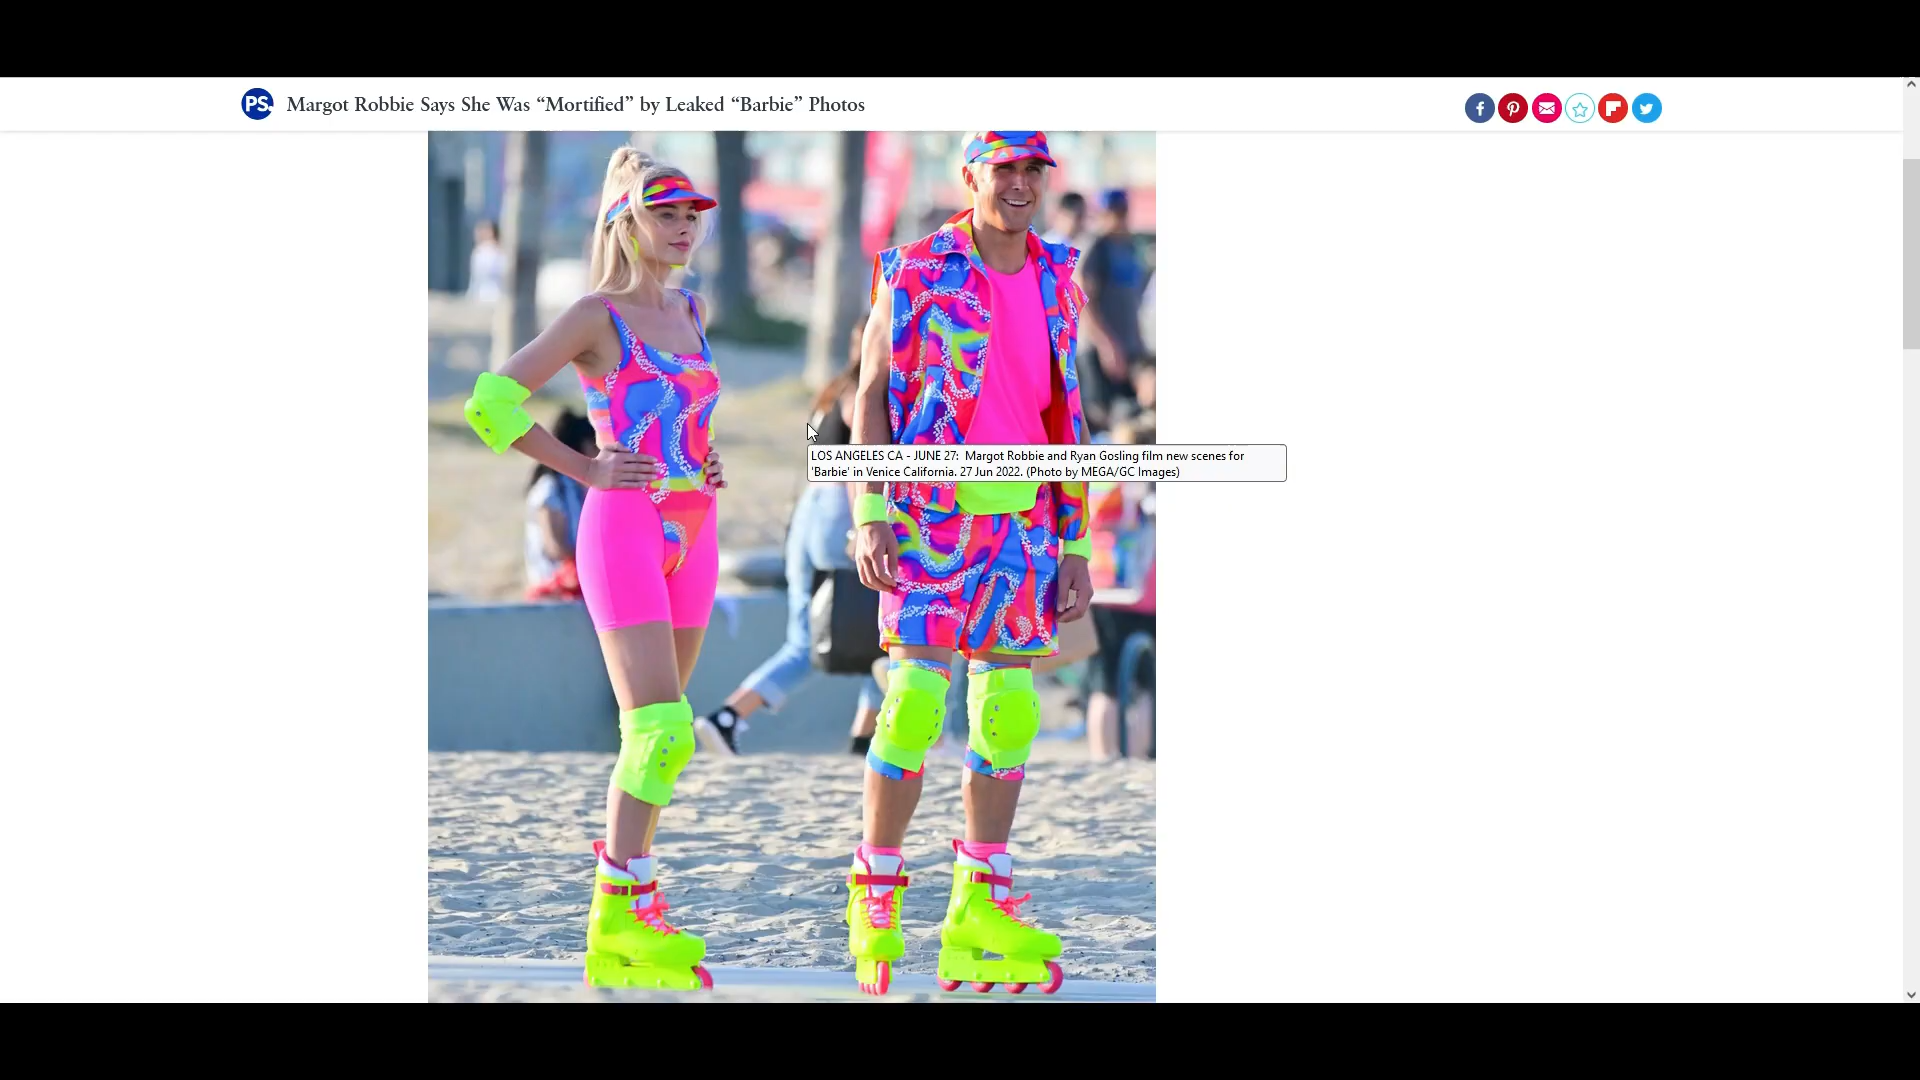 PS.
Margot Robbie Says She Was “Mortified” by Leaked “Barbie” Photos
LOS ANGELES CA - JUNE 27:  Margot Robbie and Ryan Gosling film new scenes for
'Barbie' in Venice California. 27 Jun 2022. (Photo by MEGA/GC Images)